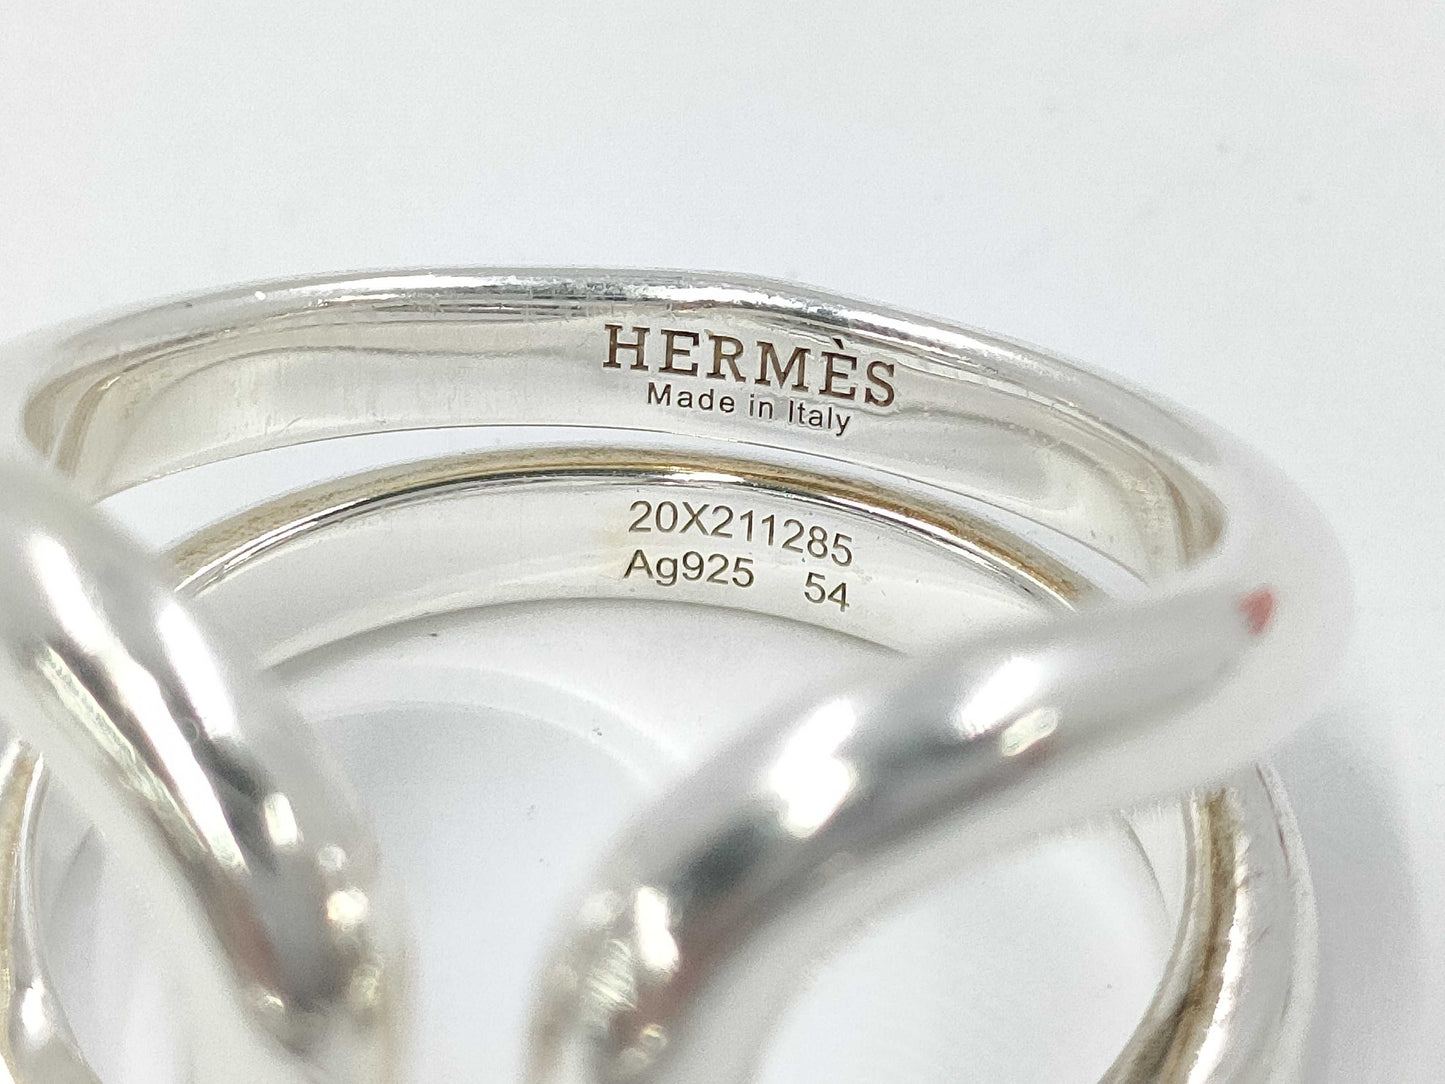 HERMÈS
Made in Italy
20X211285
Ag925 54